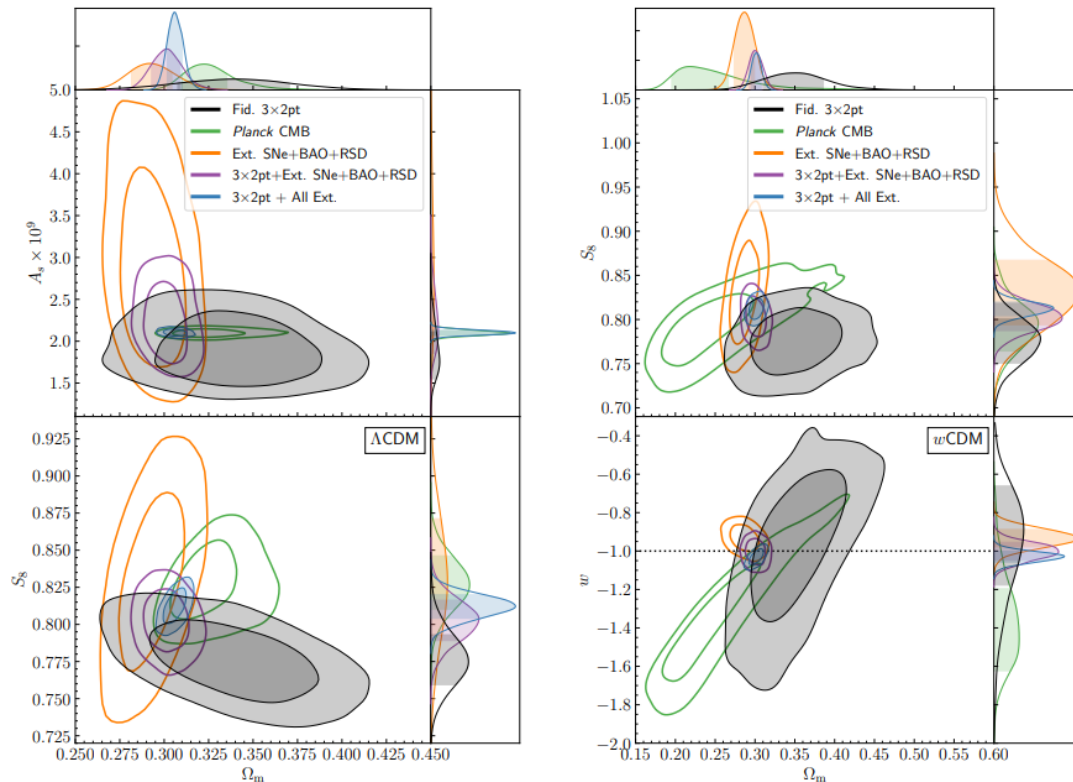 5.0
4.5
4.0
3.5
3.0
2.5
2.0
1.5
A_s × 10^9
Fid. 3×2pt
Planck CMB
Ext. SNe+BAO+RSD
3×2pt+Ext. SNe+BAO+RSD
3×2pt + All Ext.
0.925
0.900
0.875
0.850
0.825
0.800
0.775
0.750
0.725
S_8
ΛCDM
0.250
0.275
0.300
0.325
0.350
0.375
0.400
0.425
0.450
Ω_m
1.05
1.00
0.95
0.90
0.85
0.80
0.75
0.70
S_8
Fid. 3×2pt
Planck CMB
Ext. SNe+BAO+RSD
3×2pt+Ext. SNe+BAO+RSD
3×2pt + All Ext.
−0.4
−0.6
−0.8
−1.0
−1.2
−1.4
−1.6
−1.8
−2.0
w
wCDM
0.15
0.20
0.25
0.30
0.35
0.40
0.45
0.50
0.55
0.60
Ω_m